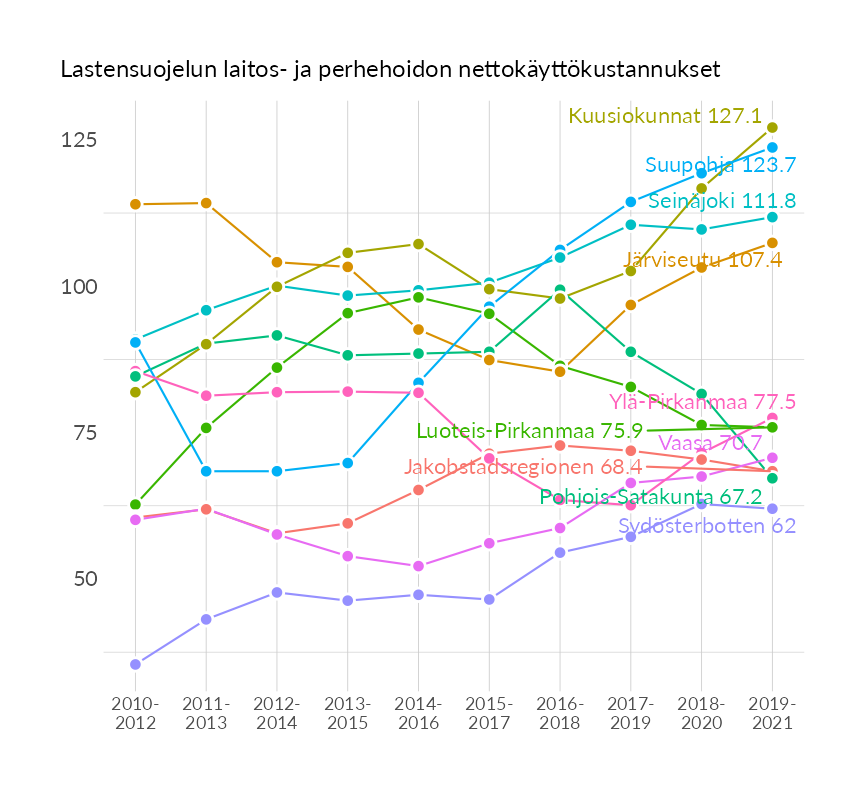 Lastensuojelun laitos- ja perhehoidon nettokäyttökustannukset
Kuusiokunnat 127.1
125
Suupohja 123.7
Seinäjoki 111.8
Järviseutu 107.4
100
Ylä-Pirkanmaa 77.5
Luoteis-Pirkanmaa 75.9
75
Vaasa 70.7
Jakobstadsregionen 68.4
Pohjois-Satakunta 67.2
Sydösterbotten 62
50
2010- 2011- 2012- 2013- 2014- 2015- 2016- 2017- 2018- 2019-
2012 2013 2014 2015 2016 2017 2018 2019 2020 2021